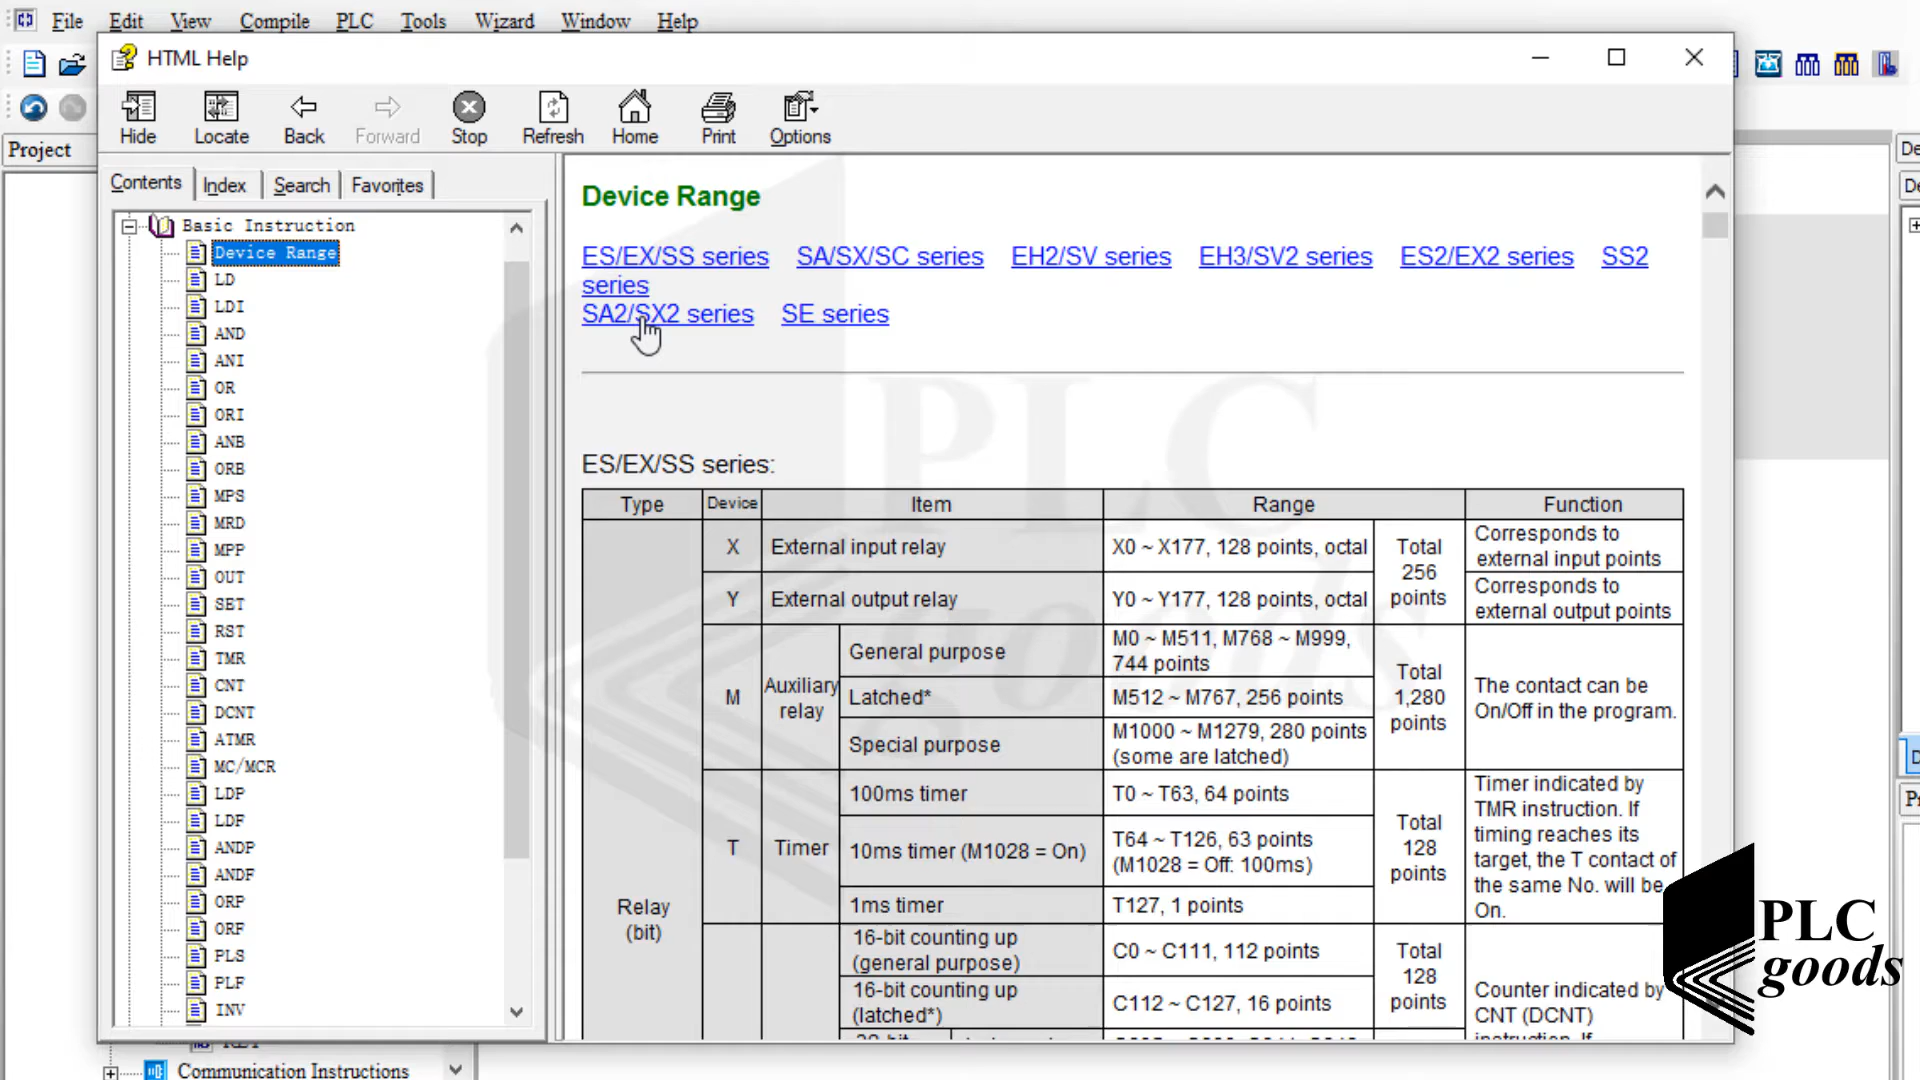 File Edit View Compile PLC Tools Wizard Window Help
HTML Help
Hide Locate Back Forward Stop Refresh Home Print Options
Project
Contents Index Search Favorites
Basic Instruction
Device Range
LD
LDI
AND
ANI
OR
ORI
ANB
ORB
MPS
MRD
MPP
OUT
SET
RST
TMR
CNT
DCNT
ATMR
MC/MCR
LDP
LDF
ANDP
ANDF
ORP
ORF
PLS
PLF
INV
Communication Instructions
Device Range
ES/EX/SS series SA/SX/SC series EH2/SV series EH3/SV2 series ES2/EX2 series SS2
series
SA2/SX2 series SE series
ES/EX/SS series:
Type Device Item Range Function
Relay
(bit)
X External input relay X0 ~ X177, 128 points, octal
Total
256
points
Corresponds to
external input points
Y External output relay Y0 ~ Y177, 128 points, octal
Corresponds to
external output points
M
Auxiliary
relay
General purpose
M0 ~ M511, M768 ~ M999,
744 points
Latched* M512 ~ M767, 256 points
Special purpose
M1000 ~ M1279, 280 points
(some are latched)
Total
1,280
points
The contact can be
On/Off in the program.
T Timer
100ms timer T0 ~ T63, 64 points
10ms timer (M1028 = On)
T64 ~ T126, 63 points
(M1028 = Off: 100ms)
1ms timer T127, 1 points
Total
128
points
Timer indicated by
TMR instruction. If
timing reaches its
target, the T contact of
the same No. will be
On.
16-bit counting up
(general purpose)
C0 ~ C111, 112 points
16-bit counting up
(latched*)
C112 ~ C127, 16 points
Total
128
points
Counter indicated by
CNT (DCNT)
instruction. If
PLC
goods
PLC
goods